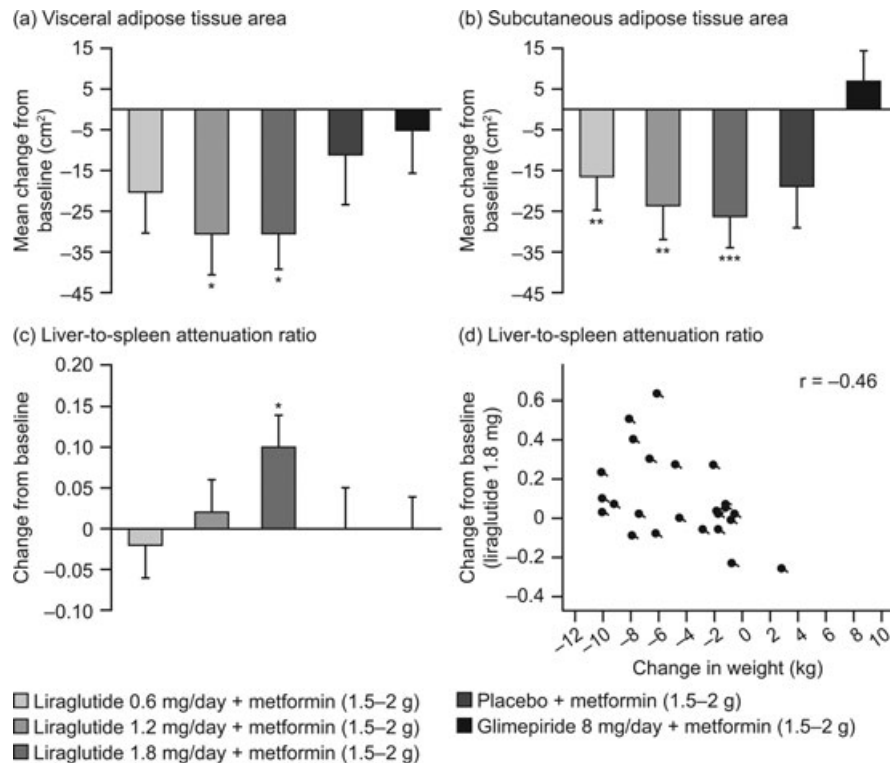 (a) Visceral adipose tissue area
15
5
–5
–15
–25
–35
–45
Mean change from
baseline (cm²)
*
*
(b) Subcutaneous adipose tissue area
15
5
–5
–15
–25
–35
–45
Mean change from
baseline (cm²)
**
**
***
(c) Liver-to-spleen attenuation ratio
0.20
0.15
0.10
0.05
0
–0.05
–0.10
Change from baseline
*
(d) Liver-to-spleen attenuation ratio
r = –0.46
0.6
0.4
0.2
0
–0.2
–0.4
Change from baseline
(liraglutide 1.8 mg)
–12 –10 –8 –6 –4 –2 0 2 4 6 8 10
Change in weight (kg)
Liraglutide 0.6 mg/day + metformin (1.5–2 g)
Liraglutide 1.2 mg/day + metformin (1.5–2 g)
Liraglutide 1.8 mg/day + metformin (1.5–2 g)
Placebo + metformin (1.5–2 g)
Glimepiride 8 mg/day + metformin (1.5–2 g)